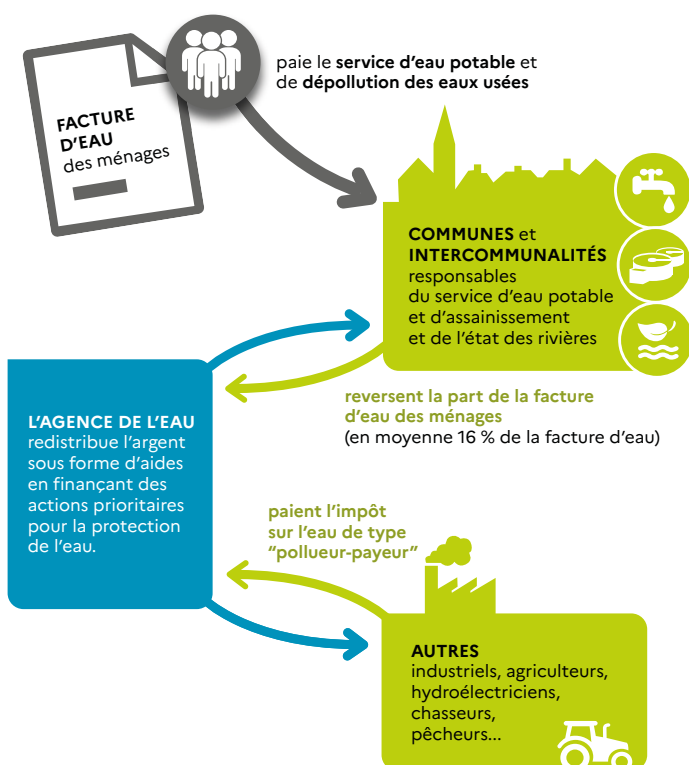 paie le service d'eau potable et
de dépollution des eaux usées
FACTURE
D'EAU
des ménages
COMMUNES et
INTERCOMMUNALITÉS
responsables
du service d'eau potable
et d'assainissement
et de l'état des rivières
reversent la part de la facture
d'eau des ménages
(en moyenne 16 % de la facture d'eau)
L'AGENCE DE L'EAU
redistribue l'argent
sous forme d'aides
en finançant des
actions prioritaires
pour la protection
de l'eau.
paient l'impôt
sur l'eau de type
"pollueur-payeur"
AUTRES
industriels, agriculteurs,
hydroélectriciens,
chasseurs,
pêcheurs...